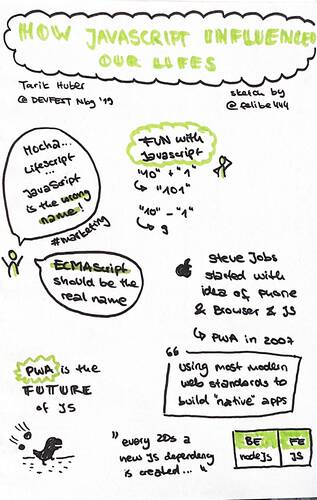 HOW JAVASCRIPT INFLUENCED
OUR LIFES
Tarik Huber
@ DEVFEST Nbg '19
sketch by
@felibe444
Mocha...
Lifescript
...
JavaScript
is the wrong
name!
#marketing
ECMAScript
should be the
real name
FUN with
Javascript
"10" + "1"
↳ "101"
"10" - "1"
↳ 9
Steve Jobs
started with
idea of Phone
& Browser & JS
↳ PWA in 2007
PWA is the
FUTURE
of JS
"
using most modern
web standards to
build "native" apps
"every 20s a
new JS dependency
is created... "
BE FE
nodeJS JS